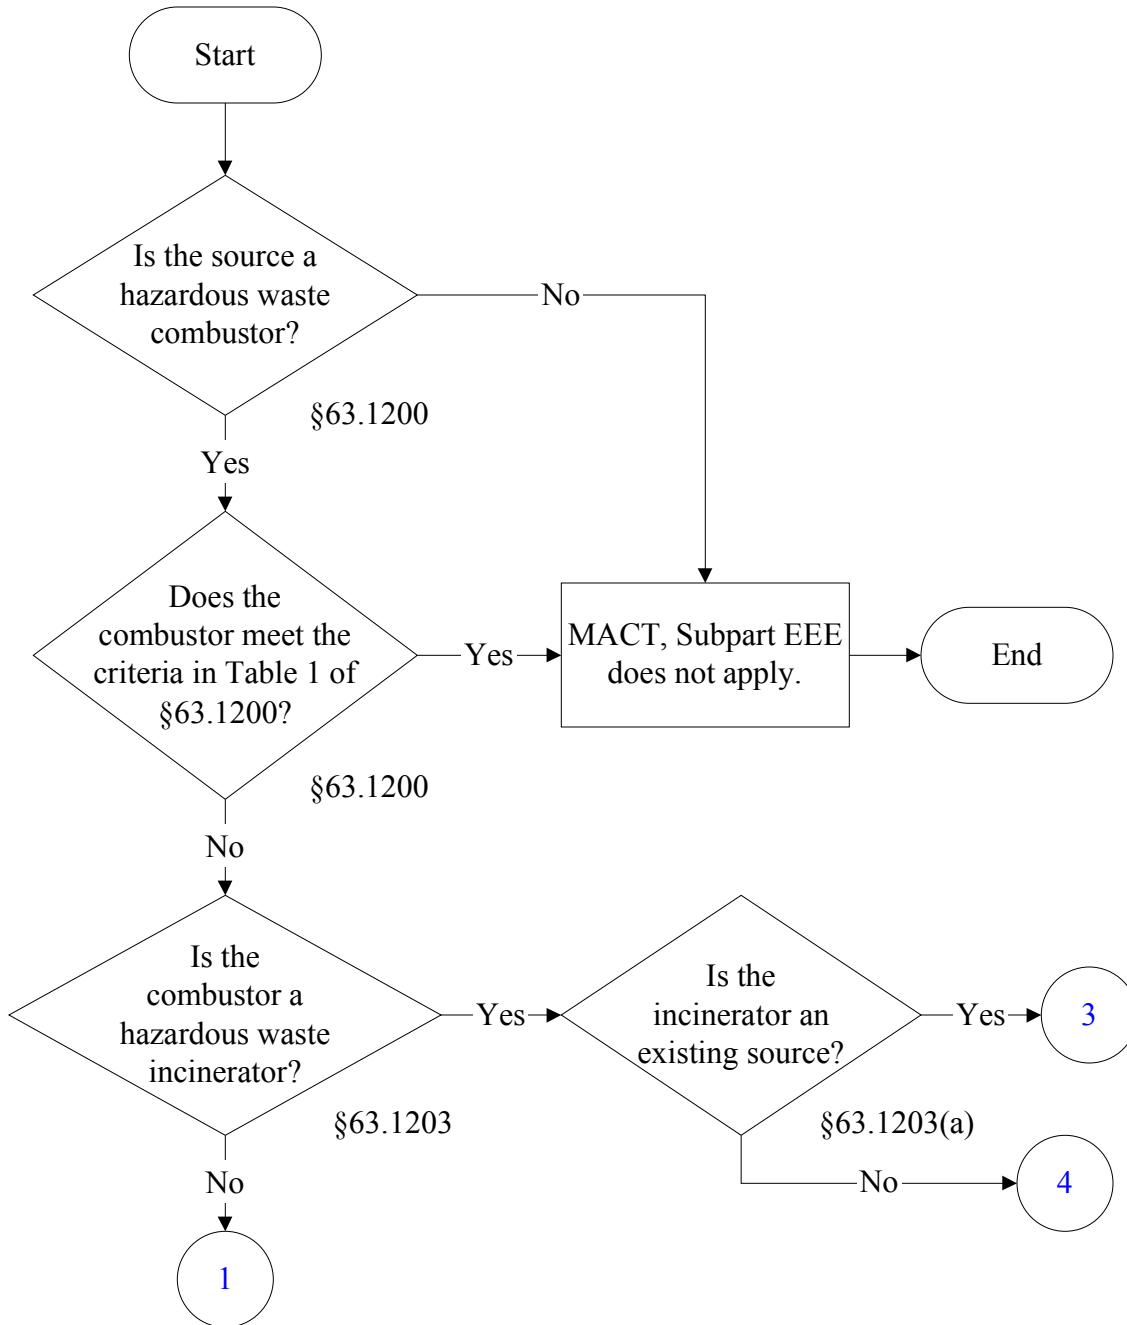 Start
Is the source a
hazardous waste
combustor?
No
§63.1200
Yes
Does the
combustor meet the
criteria in Table 1 of
§63.1200?
Yes
MACT, Subpart EEE
does not apply.
End
§63.1200
No
Is the
combustor a
hazardous waste
incinerator?
Yes
Is the
incinerator an
existing source?
Yes
3
§63.1203
§63.1203(a)
No
No
4
1